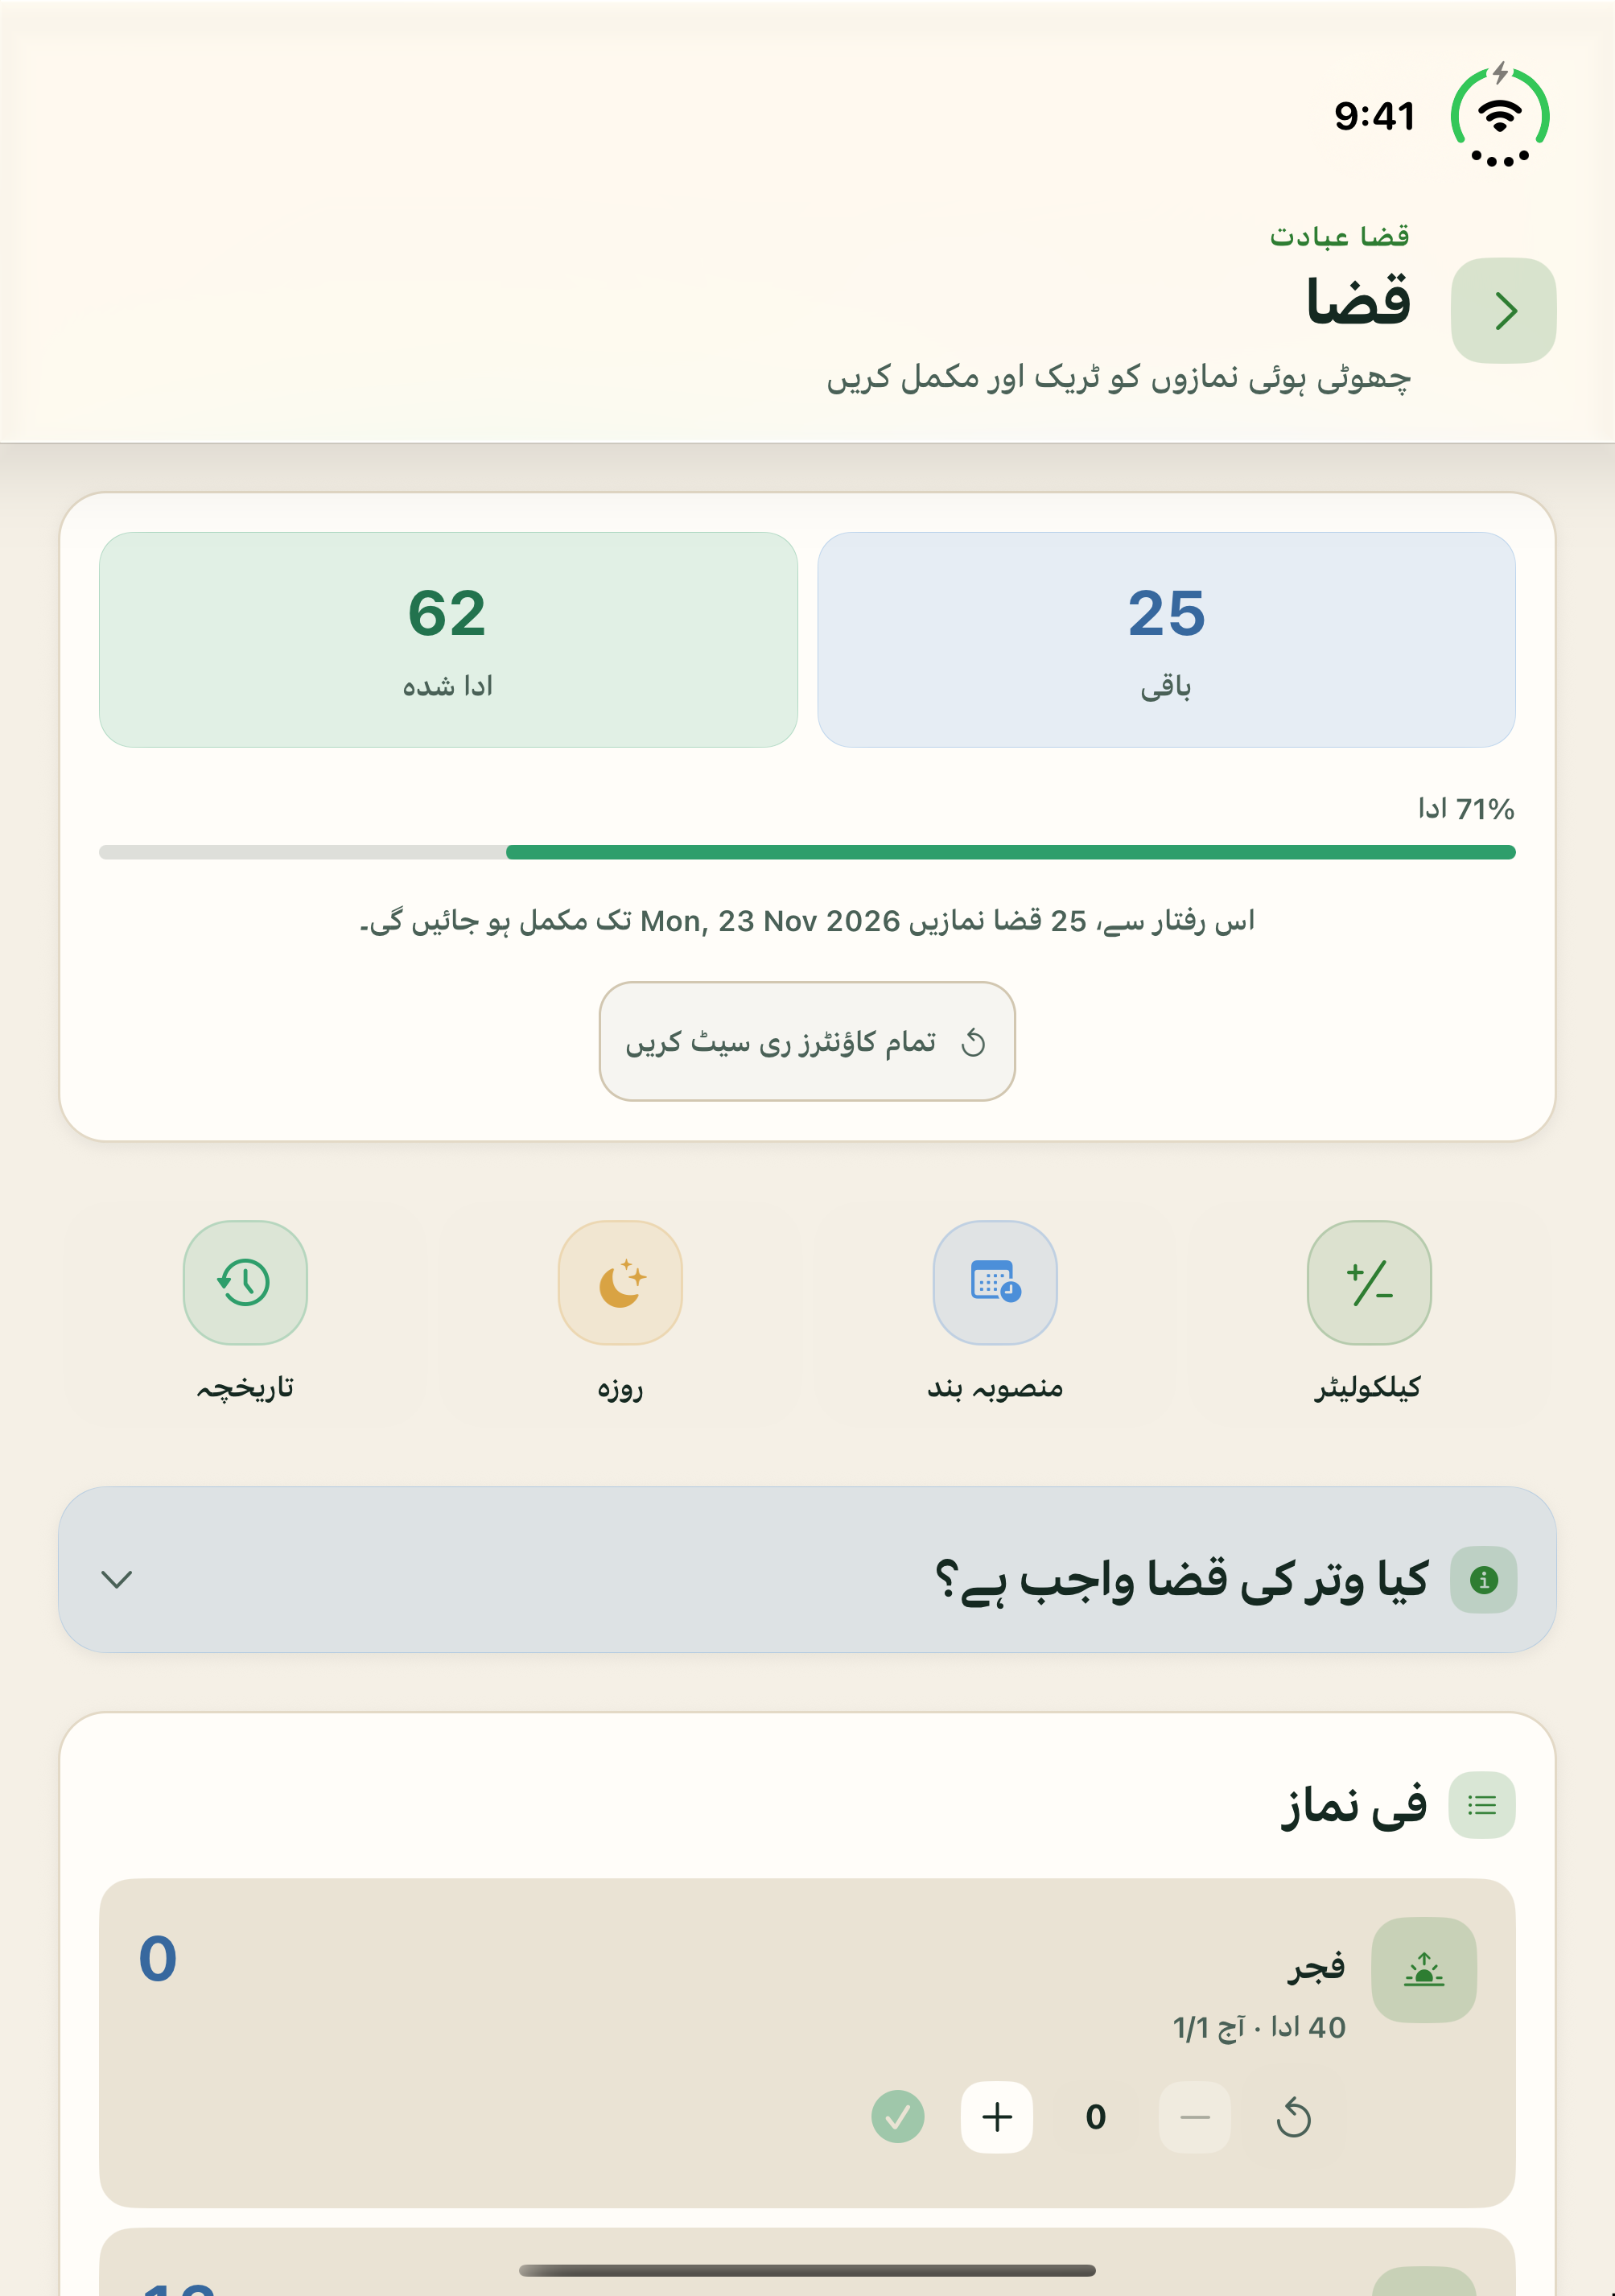 9:41
قضا عبادت
قضا
چھوٹی ہوئی نمازوں کو ٹریک اور مکمل کریں
25
باقی
62
ادا شدہ
71% ادا
اس رفتار سے، 25 قضا نمازیں Mon, 23 Nov 2026 تک مکمل ہو جائیں گی۔
تمام کاؤنٹرز ری سیٹ کریں
کیلکولیٹر
منصوبہ بند
روزہ
تاریخچہ
کیا وتر کی قضا واجب ہے؟
فی نماز
فجر
0
40 ادا · آج 1/1
0